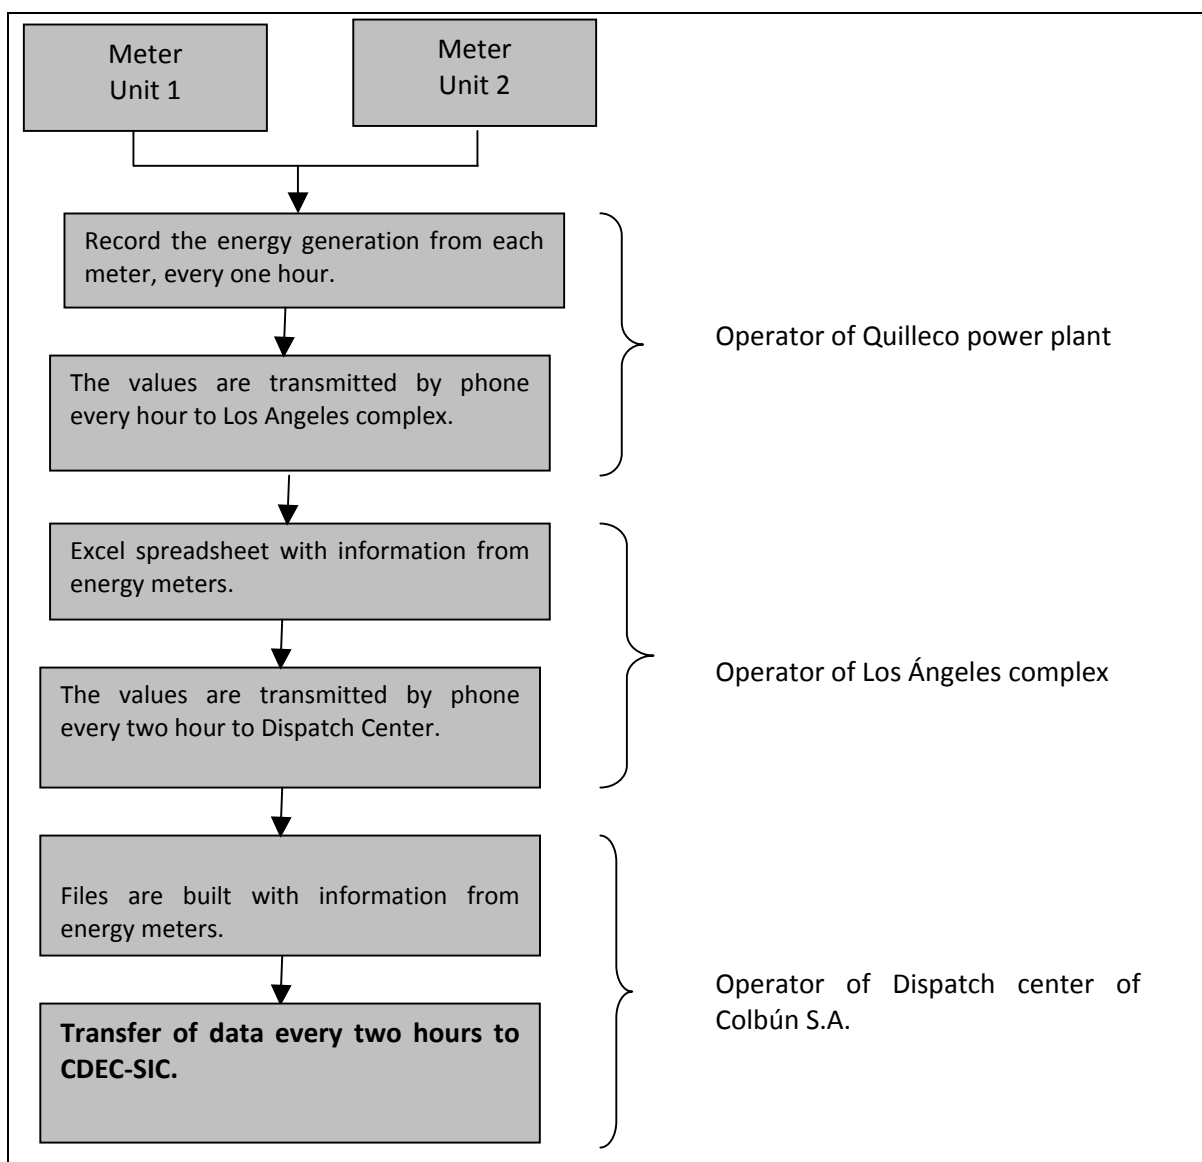 Meter
Unit 1
Meter
Unit 2
Record the energy generation from each
meter, every one hour.
The values are transmitted by phone
every hour to Los Angeles complex.
Operator of Quilleco power plant
Excel spreadsheet with information from
energy meters.
The values are transmitted by phone
every two hour to Dispatch Center.
Operator of Los Ángeles complex
Files are built with information from
energy meters.
Transfer of data every two hours to
CDEC-SIC.
Operator of Dispatch center of
Colbún S.A.